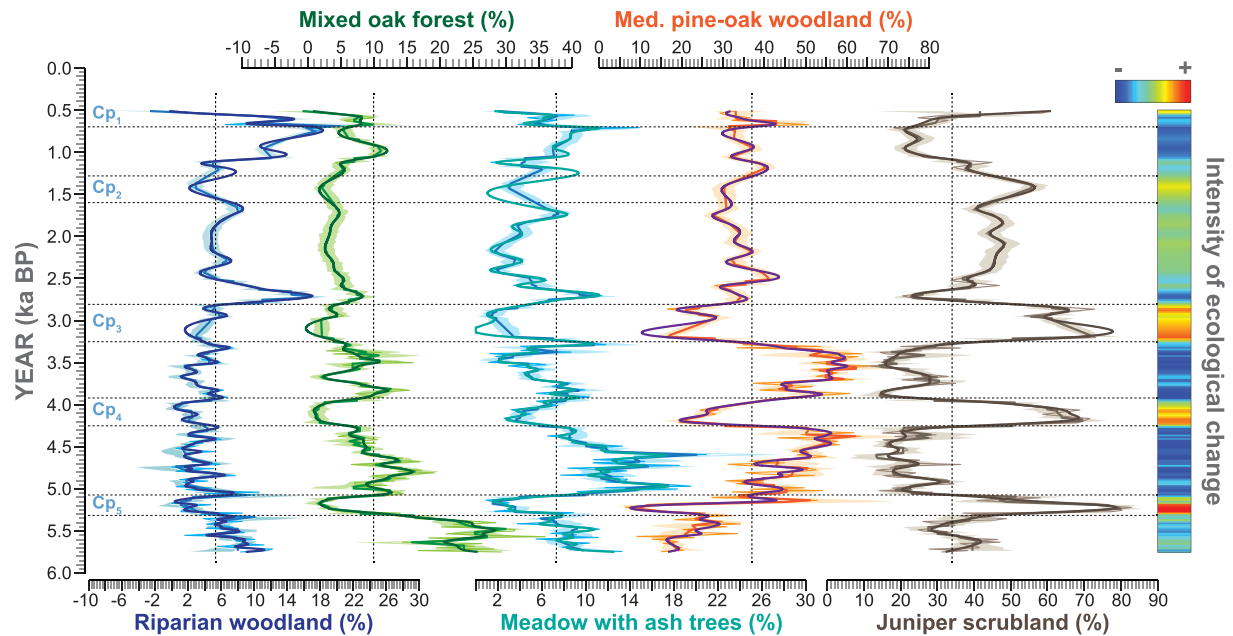 Mixed oak forest (%)
Med. pine-oak woodland (%)
-10 -5 0 5 10 25 30 35 40
0 10 20 30 40 50 60 70 80
- +
0.0
0.5
1.0
1.5
2.0
2.5
3.0
3.5
4.0
4.5
5.0
5.5
6.0
YEAR (ka BP)
Cp1
Cp2
Cp3
Cp4
Cp5
Intensity of ecological change
-10 -6 -2 2 6 10 14 18 22 26 30
2 6 10 14 18 22 26 30
0 10 20 30 40 50 60 70 80 90
Riparian woodland (%)
Meadow with ash trees (%)
Juniper scrubland (%)